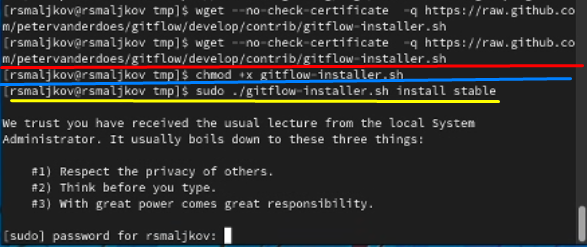 [rsmaljkov@rsmaljkov tmp]$ wget --no-check-certificate  -q https://raw.github.co
m/petervanderdoes/gitflow/develop/contrib/gitflow-installer.sh
[rsmaljkov@rsmaljkov tmp]$ wget --no-check-certificate  -q https://raw.github.co
m/petervanderdoes/gitflow/develop/contrib/gitflow-installer.sh
[rsmaljkov@rsmaljkov tmp]$ chmod +x gitflow-installer.sh
[rsmaljkov@rsmaljkov tmp]$ sudo ./gitflow-installer.sh install stable
We trust you have received the usual lecture from the local System
Administrator. It usually boils down to these three things:
#1) Respect the privacy of others.
#2) Think before you type.
#3) With great power comes great responsibility.
[sudo] password for rsmaljkov: